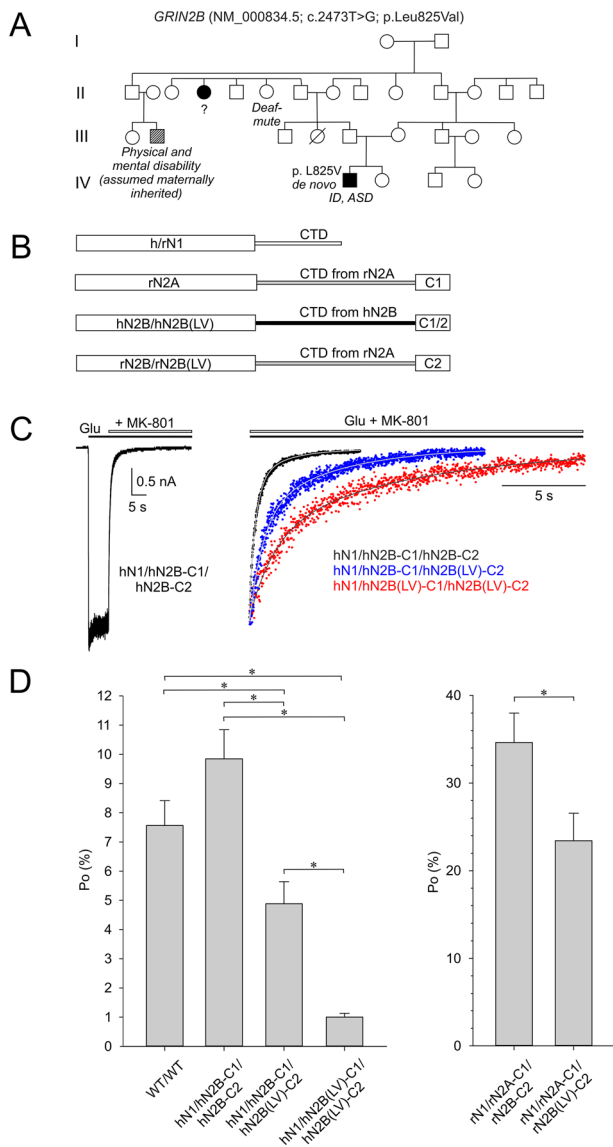 A
GRIN2B (NM_000834.5; c.2473T>G; p.Leu825Val)
I
II
?
Deaf-
mute
III
Physical and
mental disability
(assumed maternally
inherited)
IV
p. L825V
de novo
ID, ASD
B
h/rN1
CTD
rN2A
CTD from rN2A
C1
hN2B/hN2B(LV)
CTD from hN2B
C1/2
rN2B/rN2B(LV)
CTD from rN2A
C2
C
Glu
+ MK-801
0.5 nA
5 s
hN1/hN2B-C1/
hN2B-C2
Glu + MK-801
5 s
hN1/hN2B-C1/hN2B-C2
hN1/hN2B-C1/hN2B(LV)-C2
hN1/hN2B(LV)-C1/hN2B(LV)-C2
D
Po (%)
12
11
10
9
8
7
6
5
4
3
2
1
0
*
*
*
*
*
WT/WT
hN1/hN2B-C1/
hN2B-C2
hN1/hN2B-C1/
hN2B(LV)-C2
hN1/hN2B(LV)-C1/
hN2B(LV)-C2
Po (%)
40
30
20
10
0
*
rN1/rN2A-C1/
rN2B-C2
rN1/rN2A-C1/
rN2B(LV)-C2